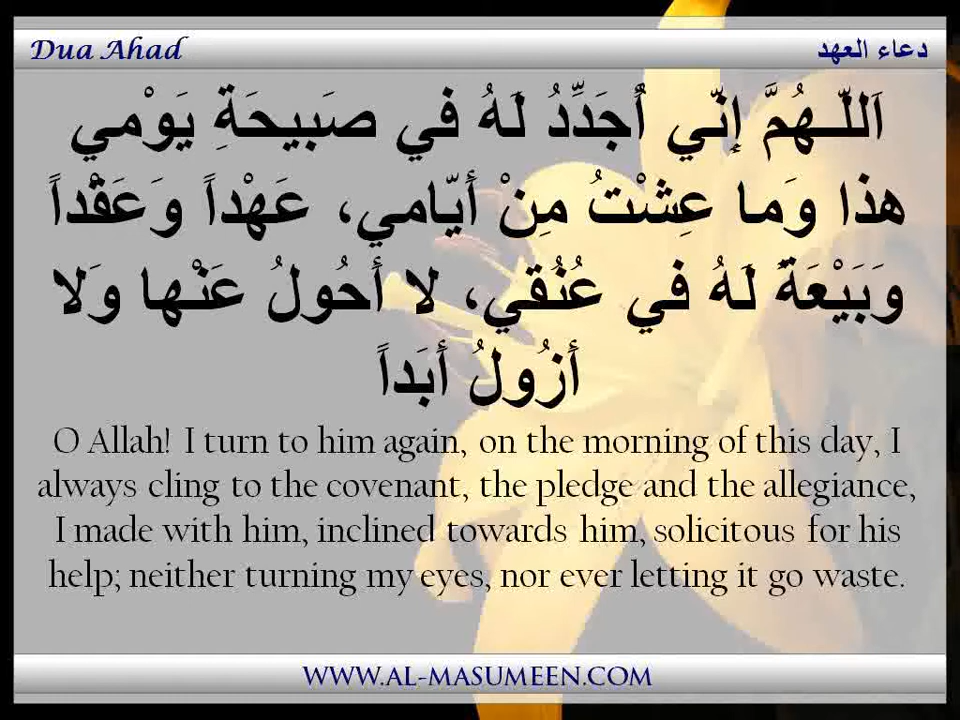 Dua Ahad
دعاء العهد
اَللّـهُمَّ إِنّي أُجَدِّدُ لَهُ في صَبيحَةِ يَوْمي
هذا وَما عِشْتُ مِنْ أَيّامي، عَهْداً وَعَقْداً
وَبَيْعَةً لَهُ في عُنُقي، لا أَحُولُ عَنْها وَلا
أَزُولُ أَبَداً
O Allah! I turn to him again, on the morning of this day, I
always cling to the covenant, the pledge and the allegiance,
I made with him, inclined towards him, solicitous for his
help; neither turning my eyes, nor ever letting it go waste.
WWW.AL-MASUMEEN.COM